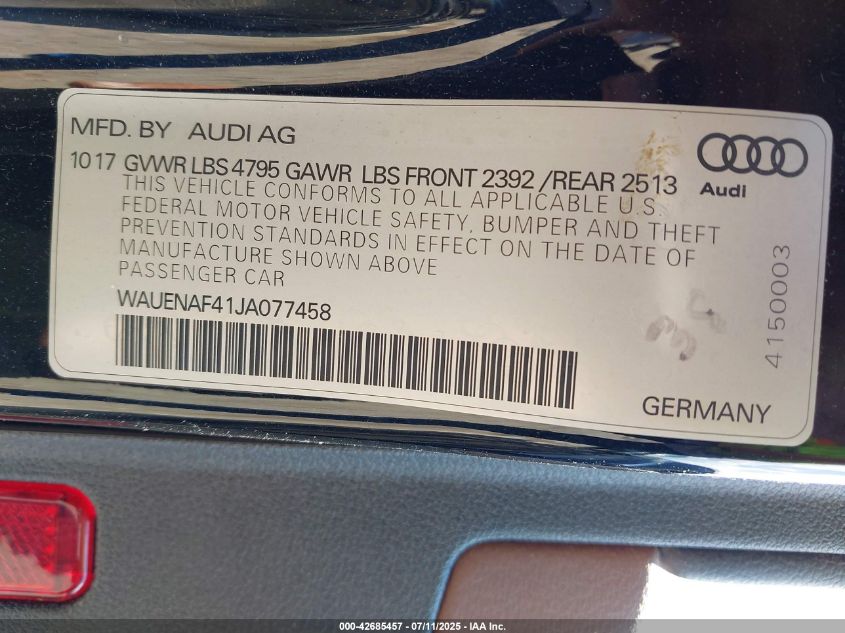 MFD. BY AUDI AG
1017 GVWR LBS 4795 GAWR LBS FRONT 2392 /REAR 2513
THIS VEHICLE CONFORMS TO ALL APPLICABLE U.S.
FEDERAL MOTOR VEHICLE SAFETY, BUMPER AND THEFT
PREVENTION STANDARDS IN EFFECT ON THE DATE OF
MANUFACTURE SHOWN ABOVE
PASSENGER CAR
WAUENAF41JA077458
Audi
4150003
GERMANY
000-42685457 - 07/11/2025 - IAA Inc.